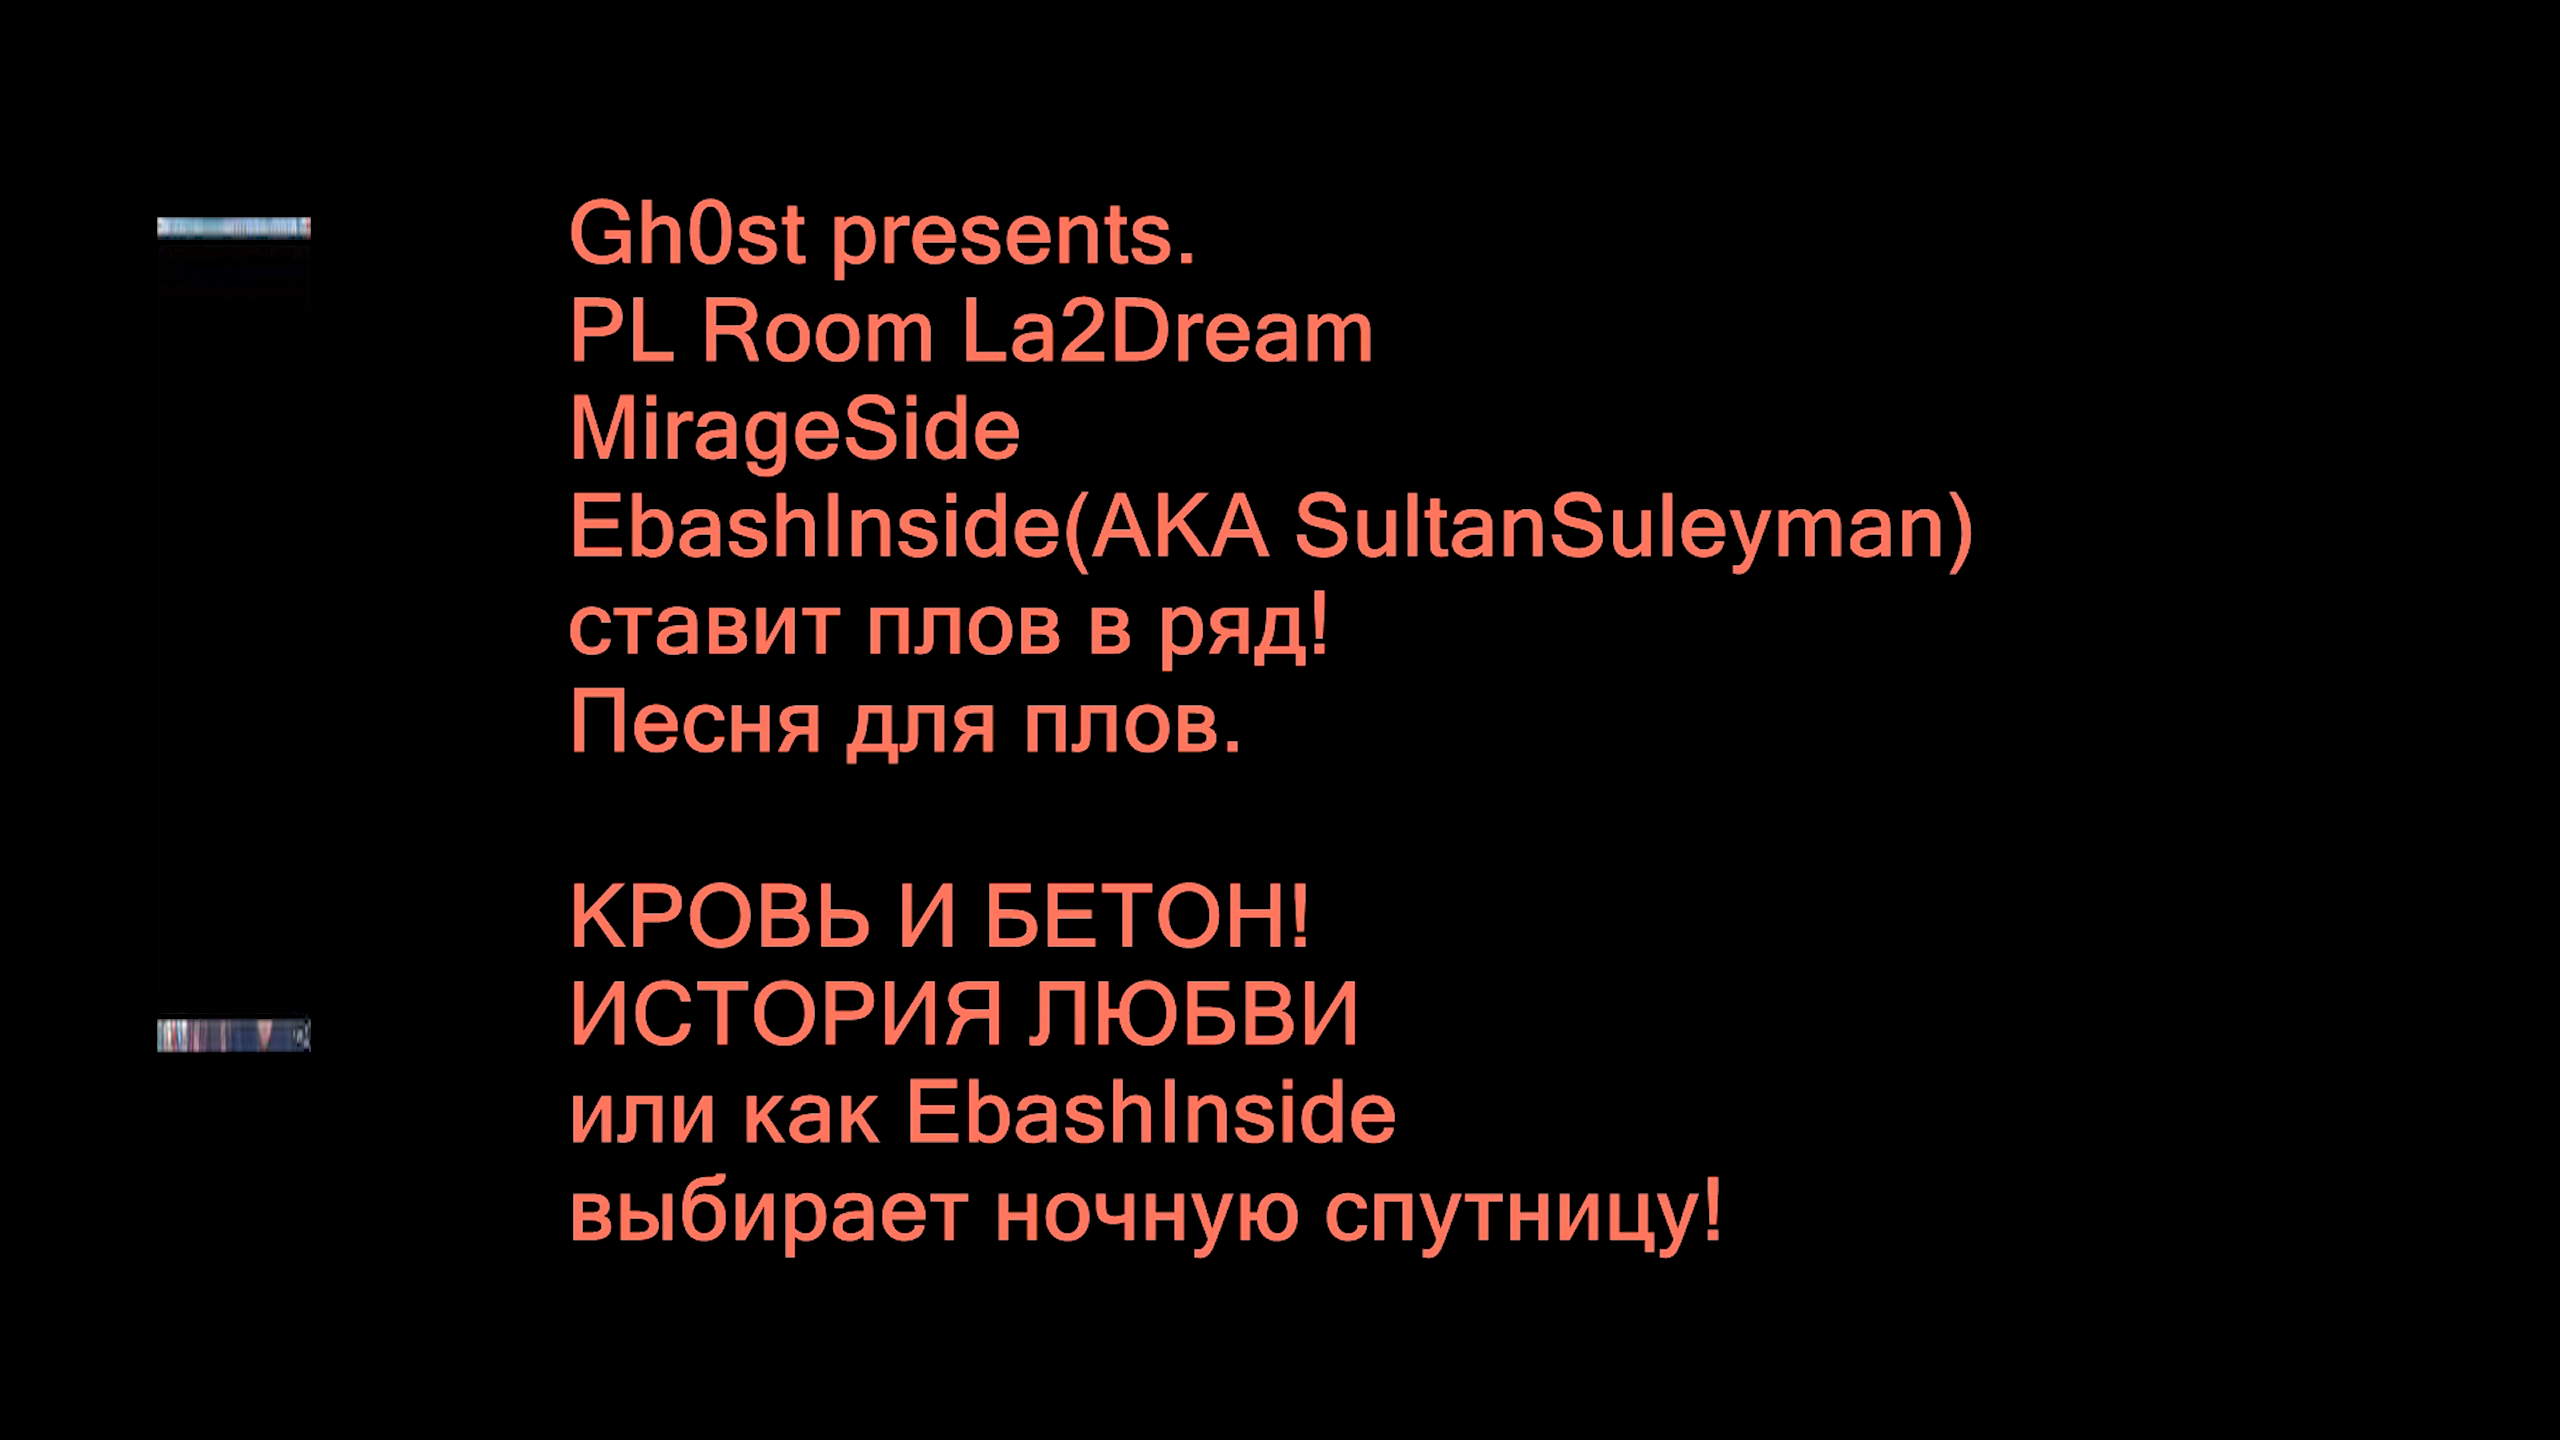 Gh0st presents.
PL Room La2Dream
MirageSide
EbashInside(AKA SultanSuleyman)
ставит плов в ряд!
Песня для плов.
КРОВЬ И БЕТОН!
ИСТОРИЯ ЛЮБВИ
или как EbashInside
выбирает ночную спутницу!